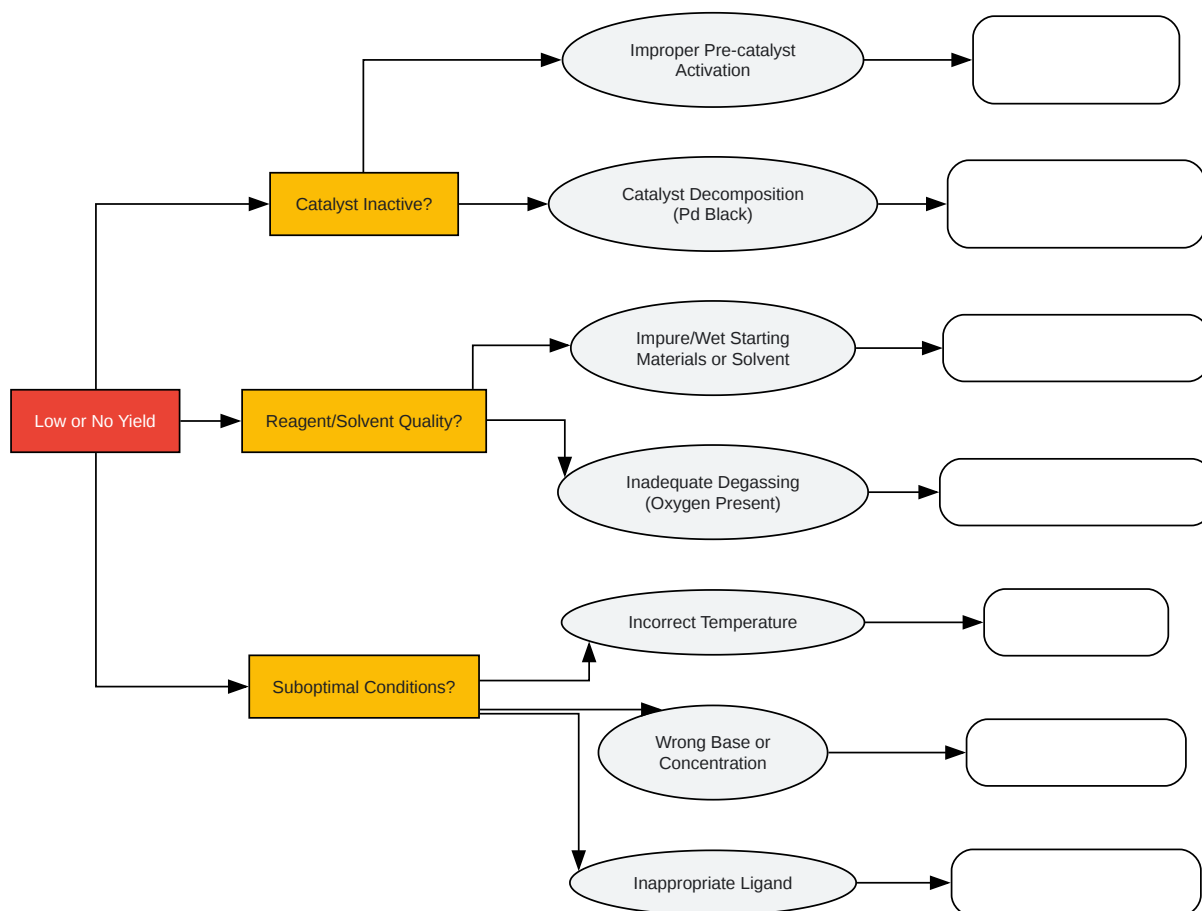 Improper Pre-catalyst
Activation
Catalyst Inactive?
Catalyst Decomposition
(Pd Black)
Impure/Wet Starting
Materials or Solvent
Low or No Yield
Reagent/Solvent Quality?
Inadequate Degassing
(Oxygen Present)
Incorrect Temperature
Suboptimal Conditions?
Wrong Base or
Concentration
Inappropriate Ligand